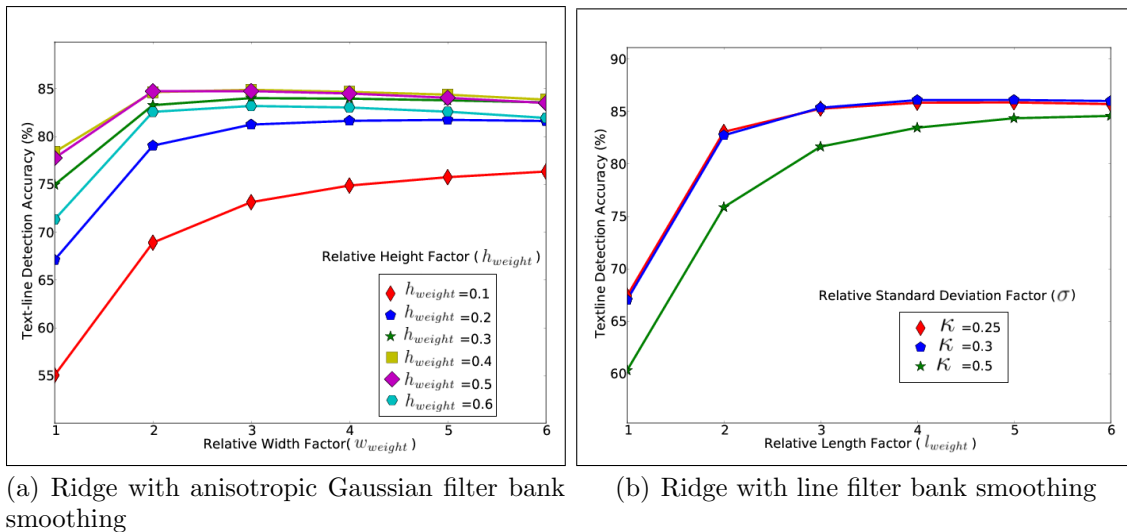 Text-line Detection Accuracy (%)
85
80
75
70
65
60
55
1 2 3 4 5 6
Relative Width Factor( w_weight)
Relative Height Factor ( h_weight)
h_weight =0.1
h_weight =0.2
h_weight =0.3
h_weight =0.4
h_weight =0.5
h_weight =0.6
(a) Ridge with anisotropic Gaussian filter bank
smoothing
Textline Detection Accuracy (%)
90
85
80
75
70
65
60
1 2 3 4 5 6
Relative Length Factor ( l_weight)
Relative Standard Deviation Factor (σ)
κ =0.25
κ =0.3
κ =0.5
(b) Ridge with line filter bank smoothing